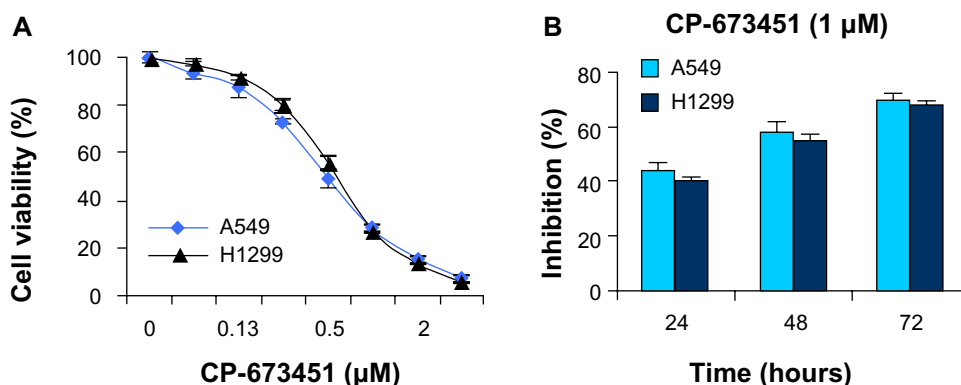 A
Cell viability (%)
100
80
60
40
20
0
A549
H1299
0 0.13 0.5 2
CP-673451 (µM)
B
CP-673451 (1 µM)
Inhibition (%)
80
60
40
20
0
A549
H1299
24 48 72
Time (hours)